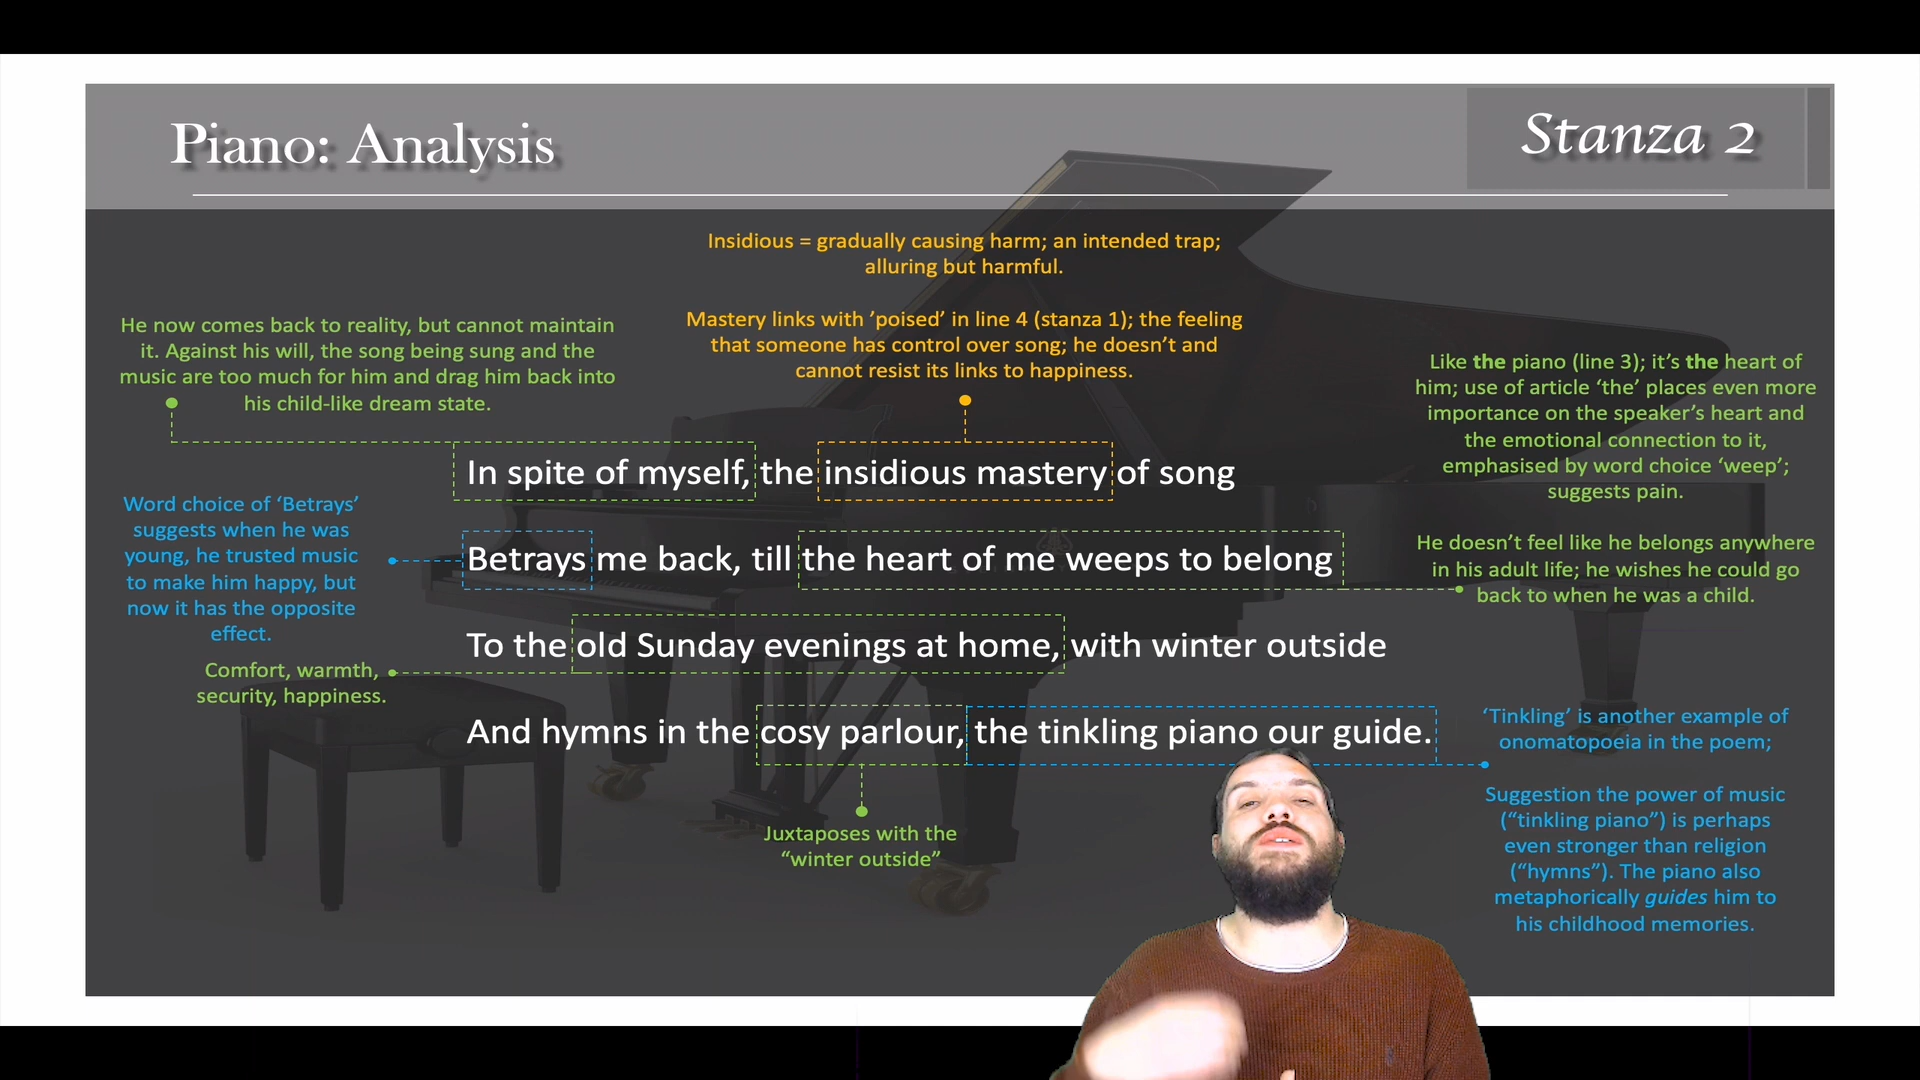 Piano: Analysis
Stanza 2
Insidious = gradually causing harm; an intended trap;
alluring but harmful.
Mastery links with ’poised’ in line 4 (stanza 1); the feeling
that someone has control over song; he doesn’t and
cannot resist its links to happiness.
He now comes back to reality, but cannot maintain
it. Against his will, the song being sung and the
music are too much for him and drag him back into
his child-like dream state.
Like the piano (line 3); it’s the heart of
him; use of article ‘the’ places even more
importance on the speaker’s heart and
the emotional connection to it,
emphasised by word choice ‘weep’;
suggests pain.
In spite of myself, the insidious mastery of song
Word choice of ‘Betrays’
suggests when he was
young, he trusted music
to make him happy, but
now it has the opposite
effect.
Betrays me back, till the heart of me weeps to belong
He doesn’t feel like he belongs anywhere
in his adult life; he wishes he could go
back to when he was a child.
To the old Sunday evenings at home, with winter outside
Comfort, warmth,
security, happiness.
And hymns in the cosy parlour, the tinkling piano our guide.
‘Tinkling’ is another example of
onomatopoeia in the poem;
Suggestion the power of music
(“tinkling piano”) is perhaps
even stronger than religion
(“hymns”). The piano also
metaphorically guides him to
his childhood memories.
Juxtaposes with the
“winter outside”